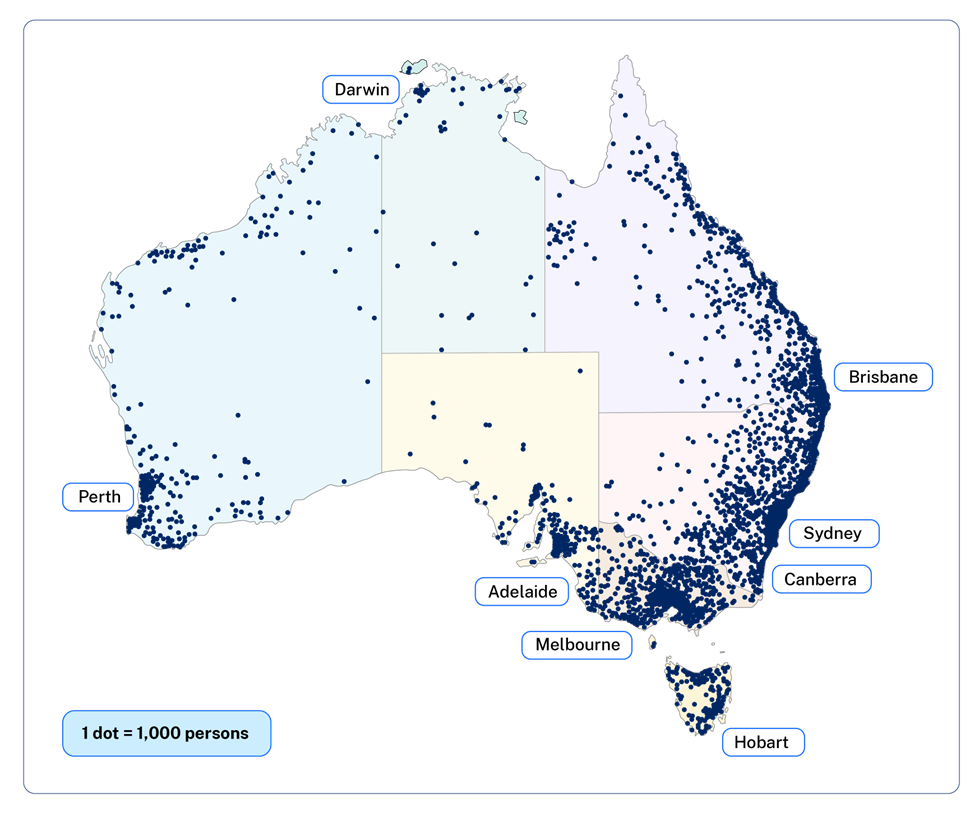 Darwin
Brisbane
Perth
Sydney
Canberra
Adelaide
Melbourne
1 dot = 1,000 persons
Hobart